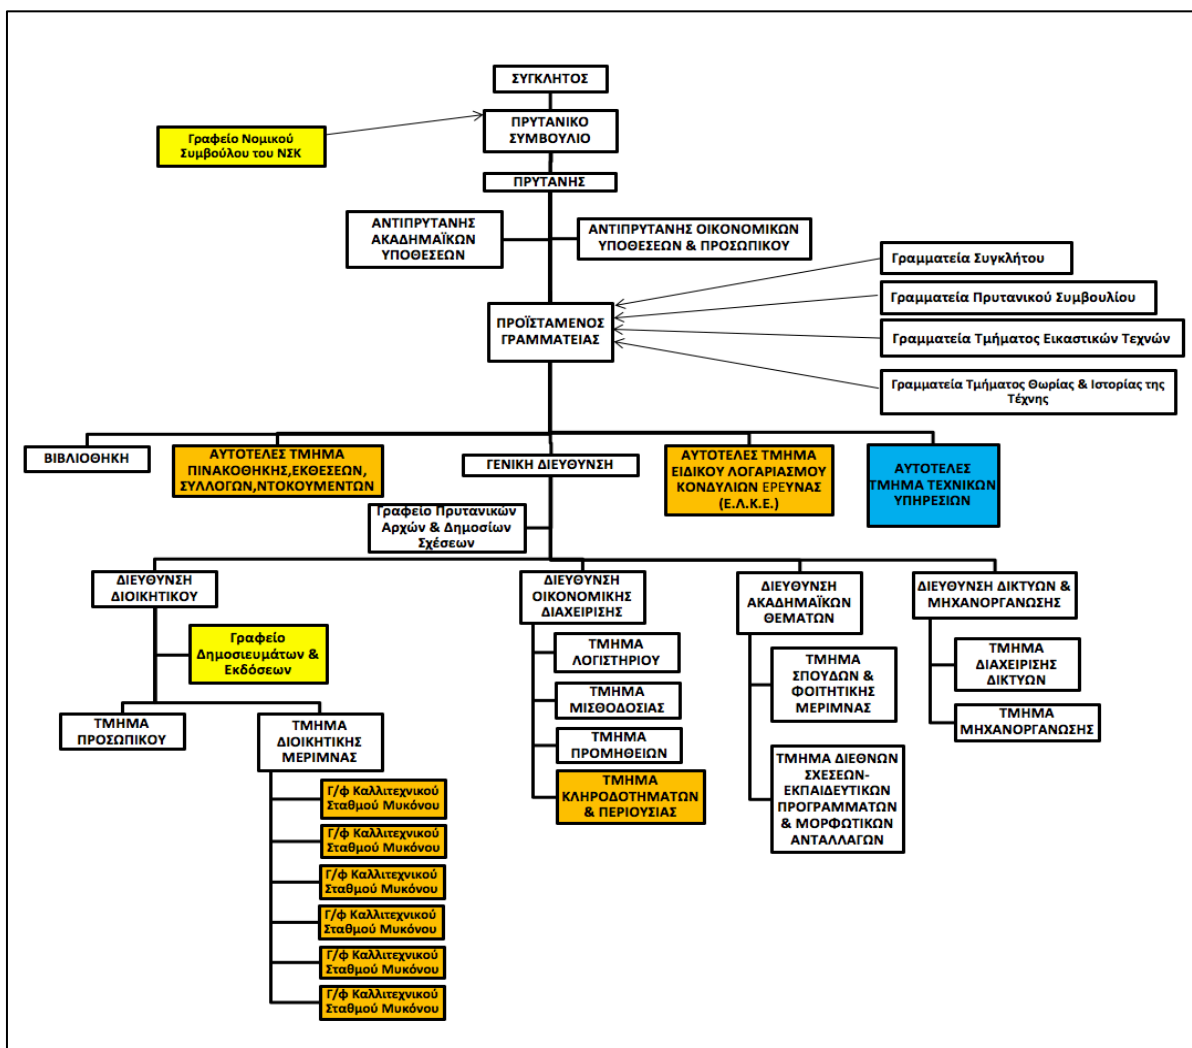 ΣΥΓΚΛΗΤΟΣ
ΠΡΥΤΑΝΙΚΟ
ΣΥΜΒΟΥΛΙΟ
Γραφείο Νομικού
Συμβούλου του ΝΣΚ
ΠΡΥΤΑΝΗΣ
ΑΝΤΙΠΡΥΤΑΝΗΣ
ΑΚΑΔΗΜΑΪΚΩΝ
ΥΠΟΘΕΣΕΩΝ
ΑΝΤΙΠΡΥΤΑΝΗΣ ΟΙΚΟΝΟΜΙΚΩΝ
ΥΠΟΘΕΣΕΩΝ & ΠΡΟΣΩΠΙΚΟΥ
Γραμματεία Συγκλήτου
Γραμματεία Πρυτανικού Συμβουλίου
ΠΡΟΪΣΤΑΜΕΝΟΣ
ΓΡΑΜΜΑΤΕΙΑΣ
Γραμματεία Τμήματος Εικαστικών Τεχνών
Γραμματεία Τμήματος Θωρίας & Ιστορίας της
Τέχνης
ΒΙΒΛΙΟΘΗΚΗ
ΑΥΤΟΤΕΛΕΣ ΤΜΗΜΑ
ΠΙΝΑΚΟΘΗΚΗΣ,ΕΚΘΕΣΕΩΝ,
ΣΥΛΛΟΓΩΝ,ΝΤΟΚΟΥΜΕΝΤΩΝ
ΓΕΝΙΚΗ ΔΙΕΥΘΥΝΣΗ
ΑΥΤΟΤΕΛΕΣ ΤΜΗΜΑ
ΕΙΔΙΚΟΥ ΛΟΓΑΡΙΑΣΜΟΥ
ΚΟΝΔΥΛΙΩΝ ΕΡΕΥΝΑΣ
(Ε.Λ.Κ.Ε.)
ΑΥΤΟΤΕΛΕΣ
ΤΜΗΜΑ ΤΕΧΝΙΚΩΝ
ΥΠΗΡΕΣΙΩΝ
Γραφείο Πρυτανικών
Αρχών & Δημοσίων
Σχέσεων
ΔΙΕΥΘΥΝΣΗ
ΔΙΟΙΚΗΤΙΚΟΥ
ΔΙΕΥΘΥΝΣΗ
ΟΙΚΟΝΟΜΙΚΗΣ
ΔΙΑΧΕΙΡΙΣΗΣ
ΔΙΕΥΘΥΝΣΗ
ΑΚΑΔΗΜΑΪΚΩΝ
ΘΕΜΑΤΩΝ
ΔΙΕΥΘΥΝΣΗ ΔΙΚΤΥΩΝ &
ΜΗΧΑΝΟΡΓΑΝΩΣΗΣ
Γραφείο
Δημοσιευμάτων &
Εκδόσεων
ΤΜΗΜΑ
ΛΟΓΙΣΤΗΡΙΟΥ
ΤΜΗΜΑ
ΣΠΟΥΔΩΝ &
ΦΟΙΤΗΤΙΚΗΣ
ΜΕΡΙΜΝΑΣ
ΤΜΗΜΑ
ΔΙΑΧΕΙΡΙΣΗΣ
ΔΙΚΤΥΩΝ
ΤΜΗΜΑ
ΠΡΟΣΩΠΙΚΟΥ
ΤΜΗΜΑ
ΔΙΟΙΚΗΤΙΚΗΣ
ΜΕΡΙΜΝΑΣ
ΤΜΗΜΑ
ΜΙΣΘΟΔΟΣΙΑΣ
ΤΜΗΜΑ
ΜΗΧΑΝΟΡΓΑΝΩΣΗΣ
ΤΜΗΜΑ
ΠΡΟΜΗΘΕΙΩΝ
ΤΜΗΜΑ ΔΙΕΘΝΩΝ
ΣΧΕΣΕΩΝ-
ΕΚΠΑΙΔΕΥΤΙΚΩΝ
ΠΡΟΓΡΑΜΜΑΤΩΝ
& ΜΟΡΦΩΤΙΚΩΝ
ΑΝΤΑΛΛΑΓΩΝ
ΤΜΗΜΑ
ΚΛΗΡΟΔΟΤΗΜΑΤΩΝ
& ΠΕΡΙΟΥΣΙΑΣ
Γ/φ Καλλιτεχνικού
Σταθμού Μυκόνου
Γ/φ Καλλιτεχνικού
Σταθμού Μυκόνου
Γ/φ Καλλιτεχνικού
Σταθμού Μυκόνου
Γ/φ Καλλιτεχνικού
Σταθμού Μυκόνου
Γ/φ Καλλιτεχνικού
Σταθμού Μυκόνου
Γ/φ Καλλιτεχνικού
Σταθμού Μυκόνου